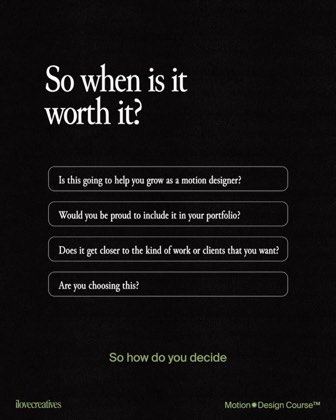 So when is it
worth it?
Is this going to help you grow as a motion designer?
Would you be proud to include it in your portfolio?
Does it get closer to the kind of work or clients that you want?
Are you choosing this?
So how do you decide
ilovecreatives
Motion✺Design Course™